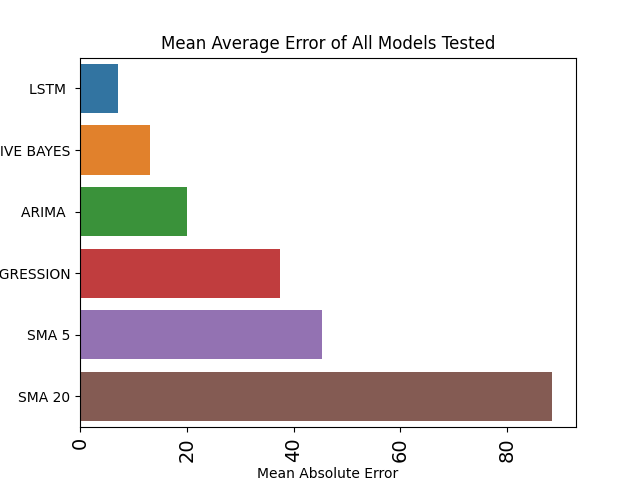 Mean Average Error of All Models Tested
LSTM
IVE BAYES
ARIMA
GRESSION
SMA 5
SMA 20
0 20 40 60 80
Mean Absolute Error